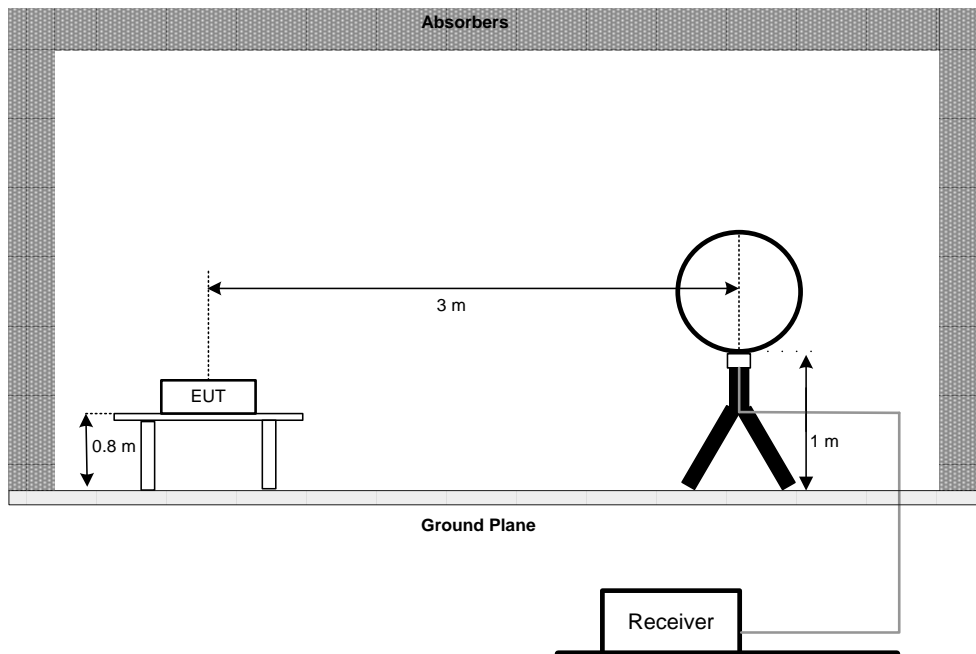 Absorbers
3 m
EUT
0.8 m
1 m
Ground Plane
Receiver